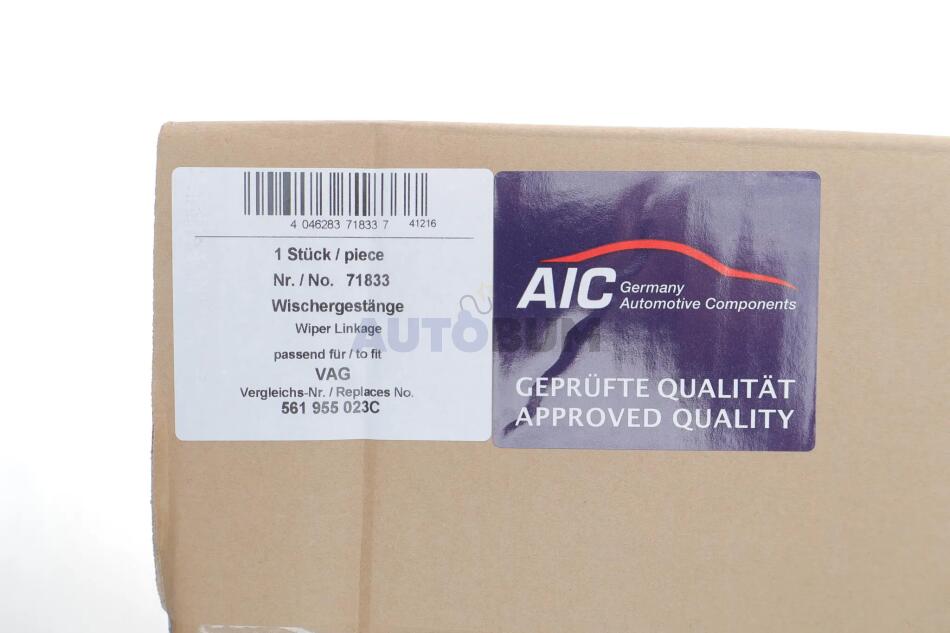 4 046283 71833 7 41216
1 Stück / piece
Nr. / No. 71833
Wischergestänge
Wiper Linkage
passend für / to fit
VAG
Vergleichs-Nr. / Replaces No.
561 955 023C
AIC Germany
Automotive Components
GEPRÜFTE QUALITÄT
APPROVED QUALITY
AUTOBUM